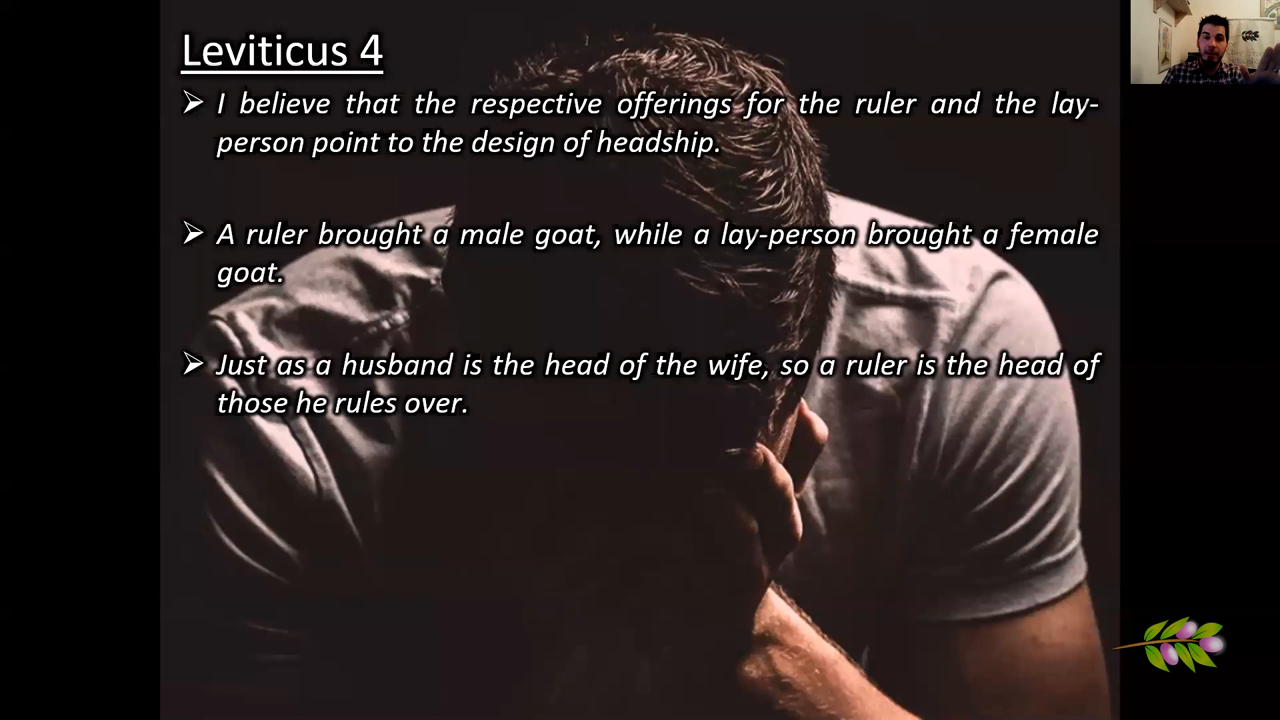 Leviticus 4
➢ I believe that the respective offerings for the ruler and the lay-
person point to the design of headship.
➢ A ruler brought a male goat, while a lay-person brought a female
goat.
➢ Just as a husband is the head of the wife, so a ruler is the head of
those he rules over.